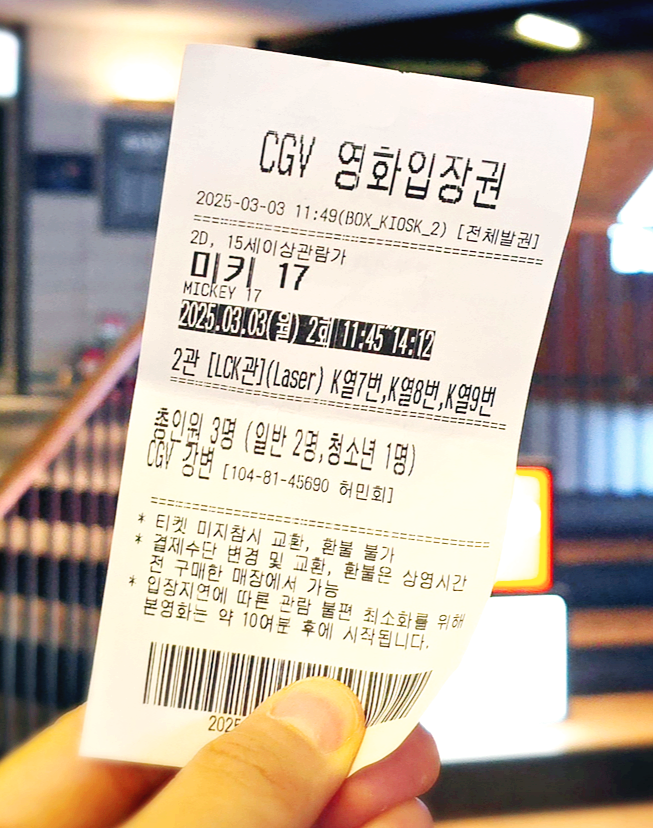 CGV 영화입장권
2025-03-03 11:49(BOX_KIOSK_2) [전체발권]
2D, 15세이상관람가
미키 17
MICKEY 17
2025.03.03(월) 2회 11:45~14:12
2관 [LCK관](Laser) K열7번,K열8번,K열9번
총인원 3명 (일반 2명,청소년 1명)
CGV 강변 [104-81-45690 허민회]
* 티켓 미지참시 교환, 환불 불가
* 결제수단 변경 및 교환, 환불은 상영시간
전 구매한 매장에서 가능
* 입장지연에 따른 관람 불편 최소화를 위해
본영화는 약 10여분 후에 시작됩니다.
2025